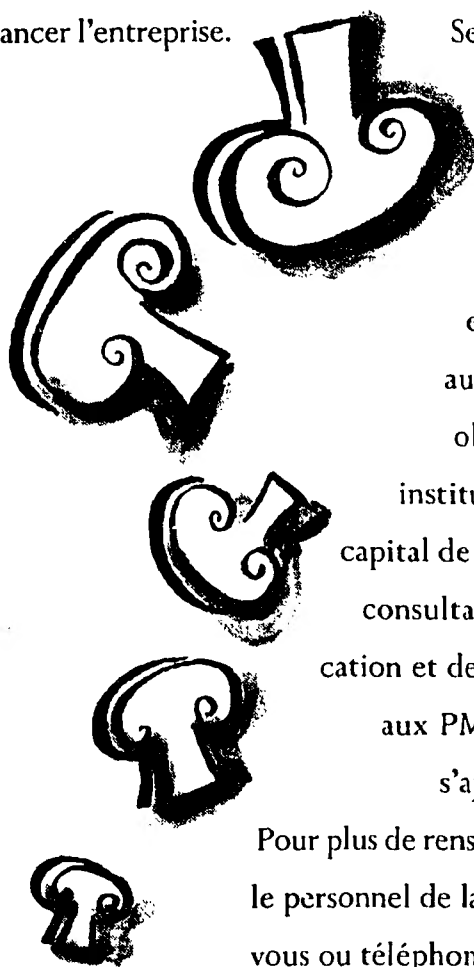 ancer l'entreprise. Se
e
au
ol
institu
capital de
consulta
cation et de
aux PM
s'a
Pour plus de rens
le personnel de la
vous ou téléphon